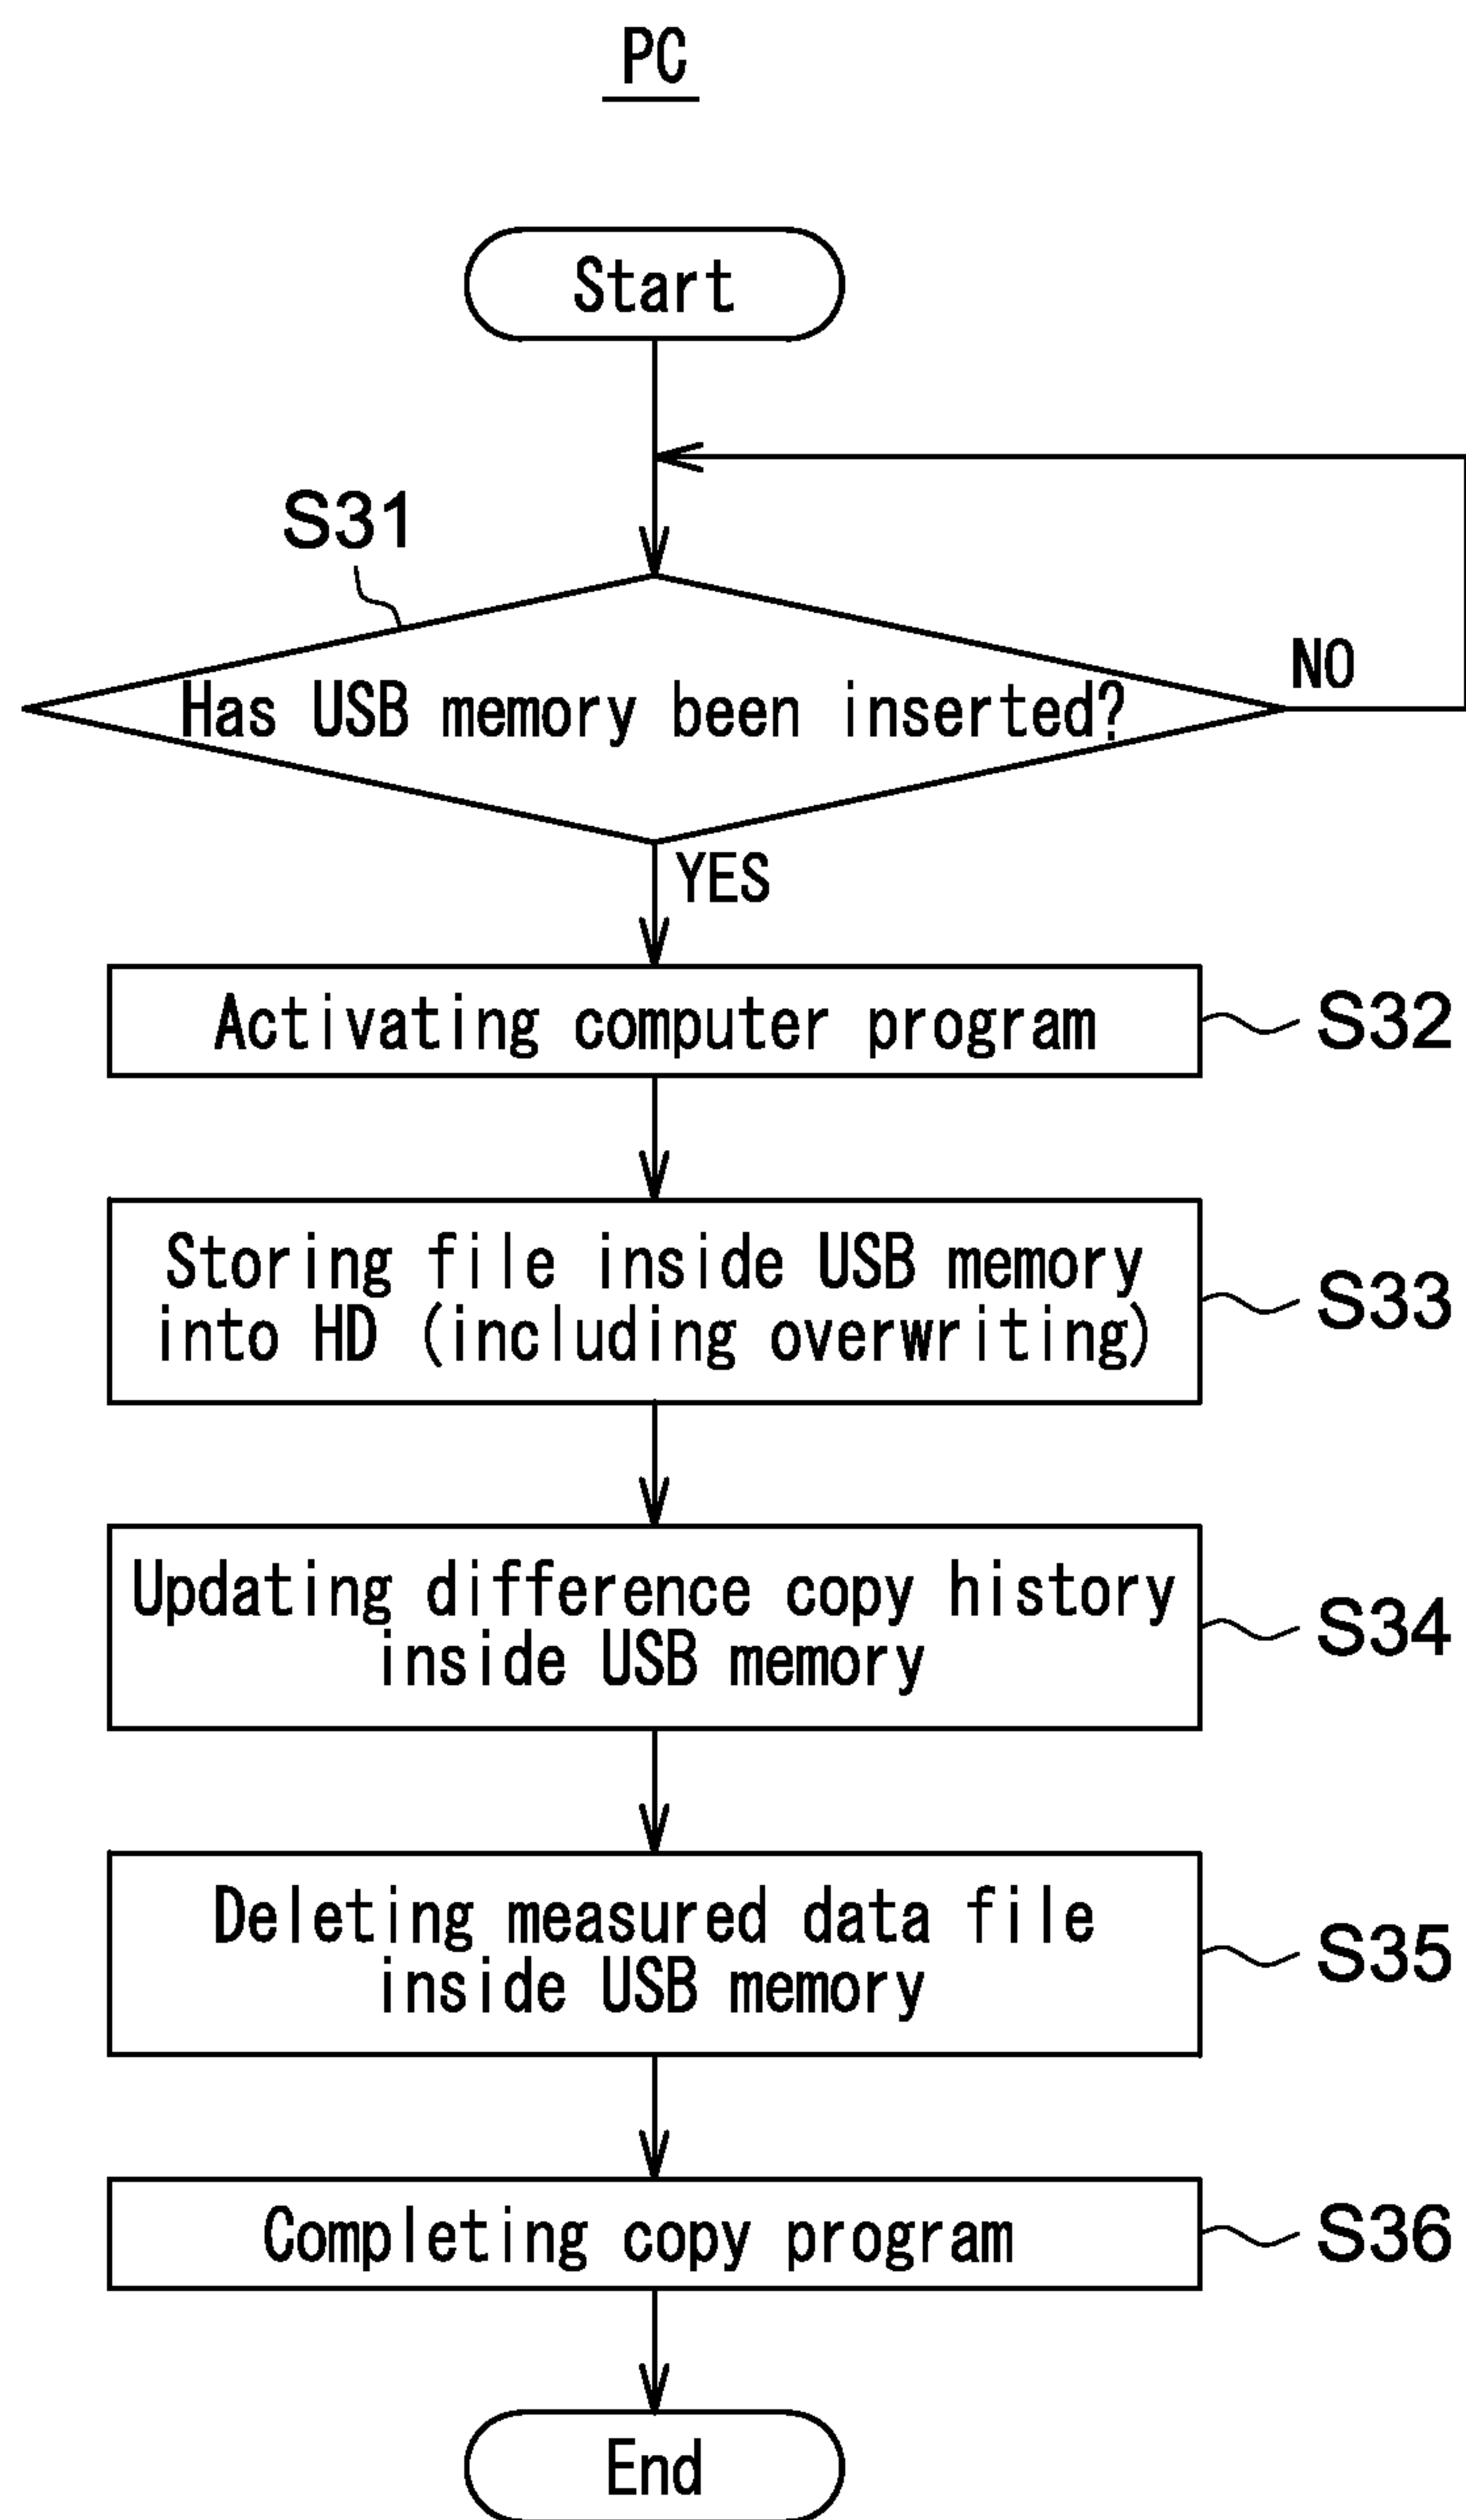 PC
Start
S31
NO
Has USB memory been inserted?
YES
Activating computer program
S32
Storing file inside USB memory
into HD (including overwriting)
S33
Updating difference copy history
inside USB memory
S34
Deleting measured data file
inside USB memory
S35
Completing copy program
S36
End